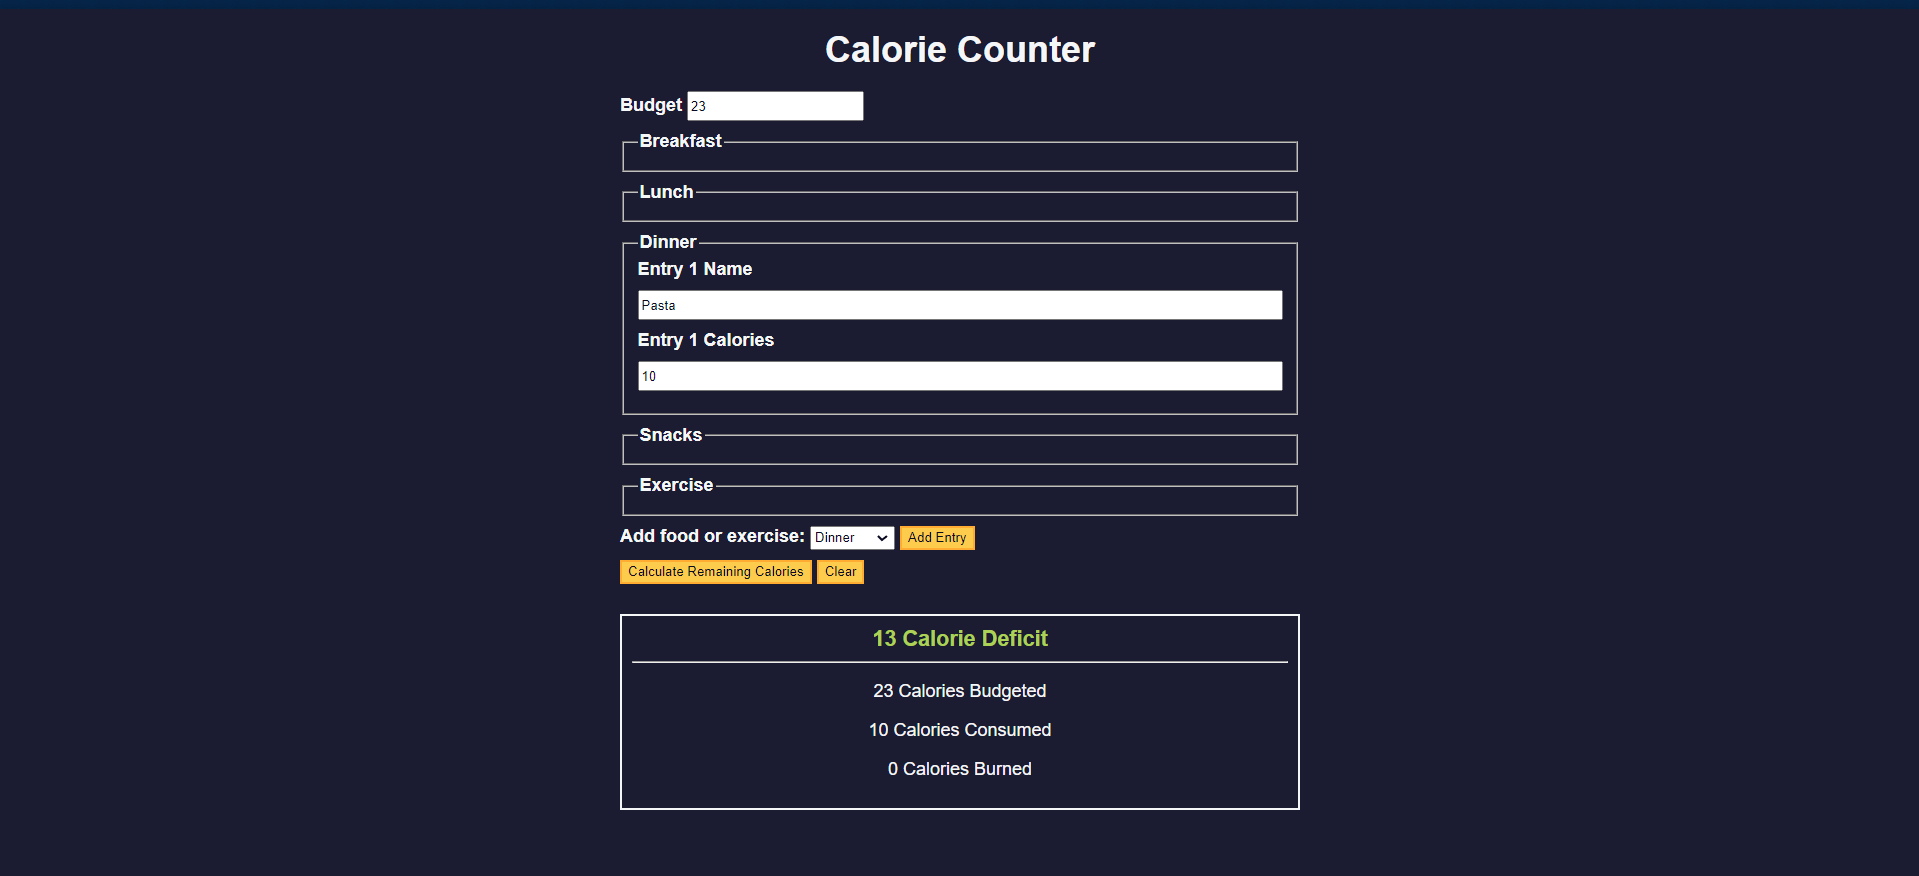 Calorie Counter
Budget 23
Breakfast
Lunch
Dinner
Entry 1 Name
Pasta
Entry 1 Calories
10
Snacks
Exercise
Add food or exercise: Dinner Add Entry
Calculate Remaining Calories Clear
13 Calorie Deficit
23 Calories Budgeted
10 Calories Consumed
0 Calories Burned